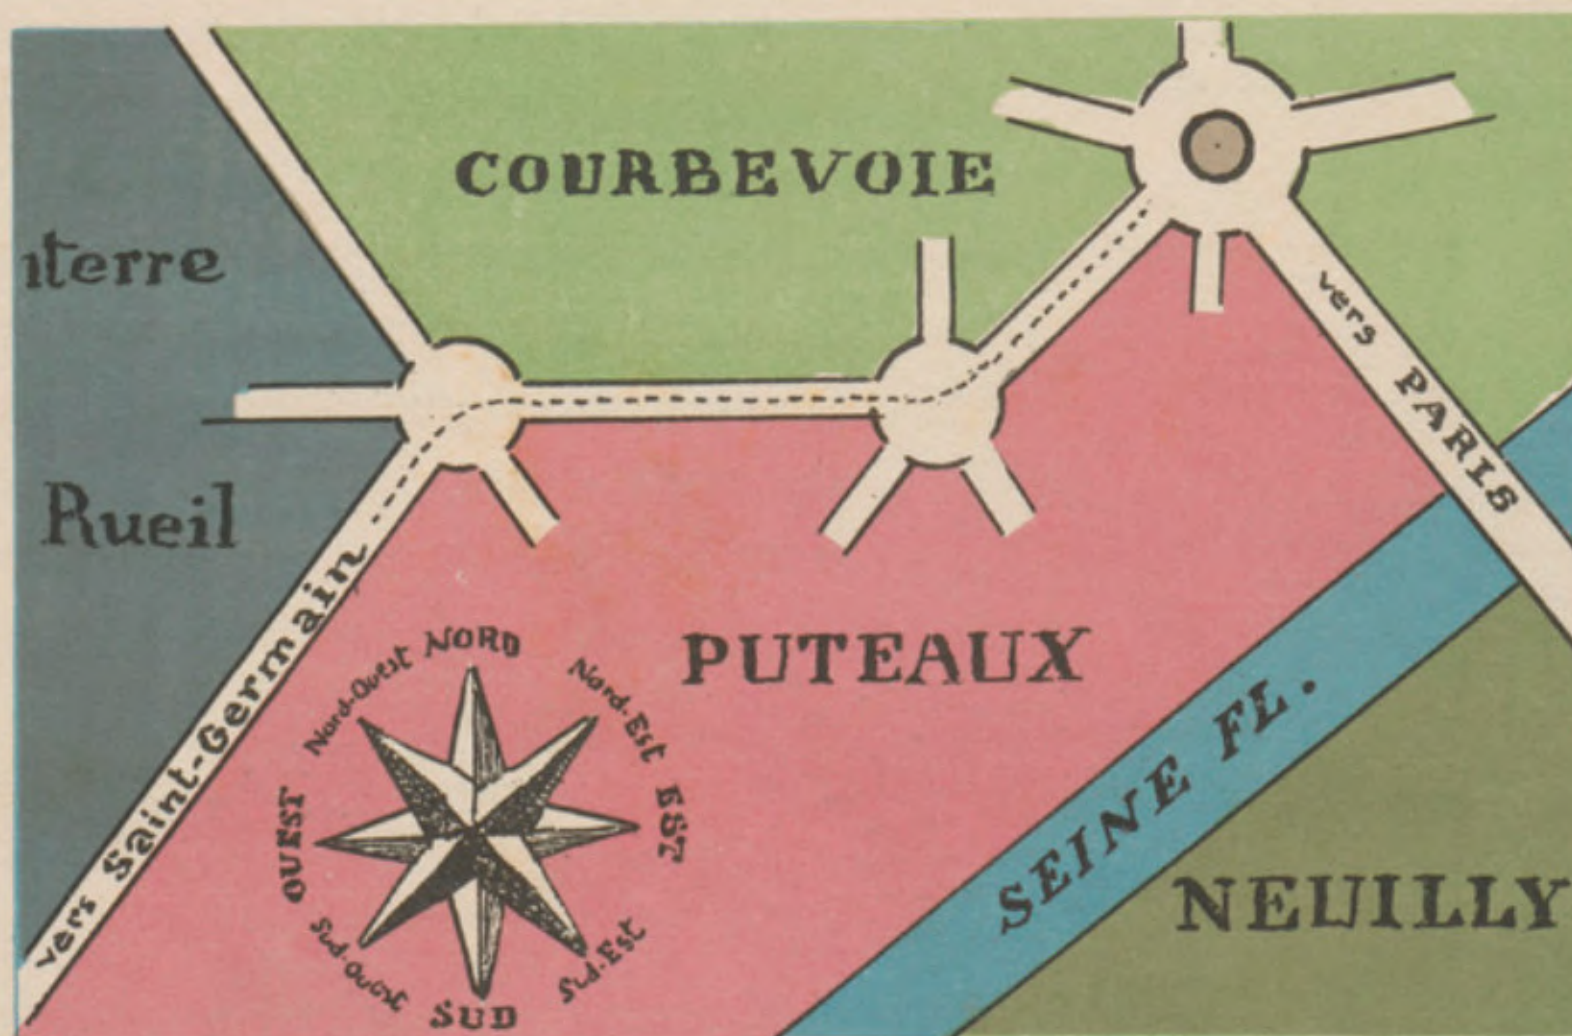 COURBEVOIE
iterre
vers PARIS
Rueil
vers Saint-Germain
PUTEAUX
NORD
Nord-Ouest
Nord-Est
OUEST
EST
Sud-Ouest
Sud-Est
SUD
SEINE FL.
NEUILLY